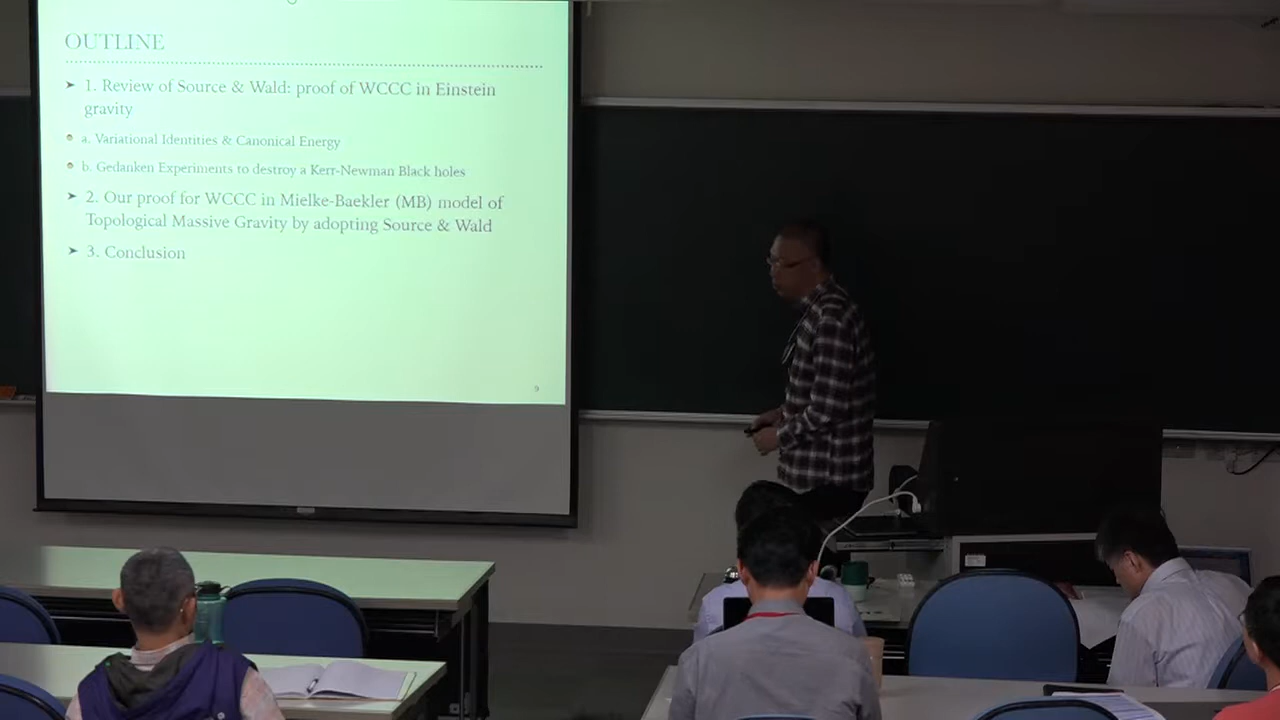 OUTLINE
➤ 1. Review of Source & Wald: proof of WCCC in Einstein
gravity
a. Variational Identities & Canonical Energy
b. Gedanken Experiments to destroy a Kerr-Newman Black holes
➤ 2. Our proof for WCCC in Mielke-Baekler (MB) model of
Topological Massive Gravity by adopting Source & Wald
➤ 3. Conclusion
9